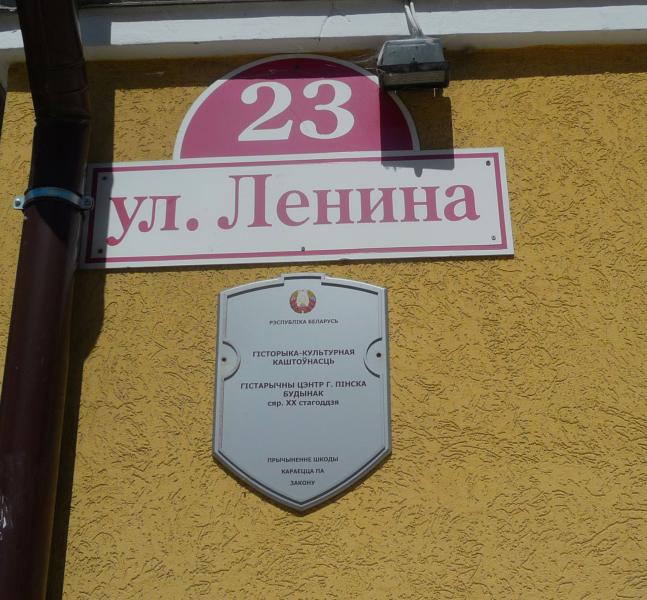 23
ул. Ленина
РЭСПУБЛІКА БЕЛАРУСЬ
ГІСТОРЫКА-КУЛЬТУРНАЯ
КАШТОЎНАСЦЬ
ГІСТАРЫЧНЫ ЦЭНТР Г. ПІНСКА
БУДЫНАК
сяр. XX стагоддзя
ПРЫЧЫНЕННЕ ШКОДЫ
КАРАЕЦЦА ПА
ЗАКОНУ